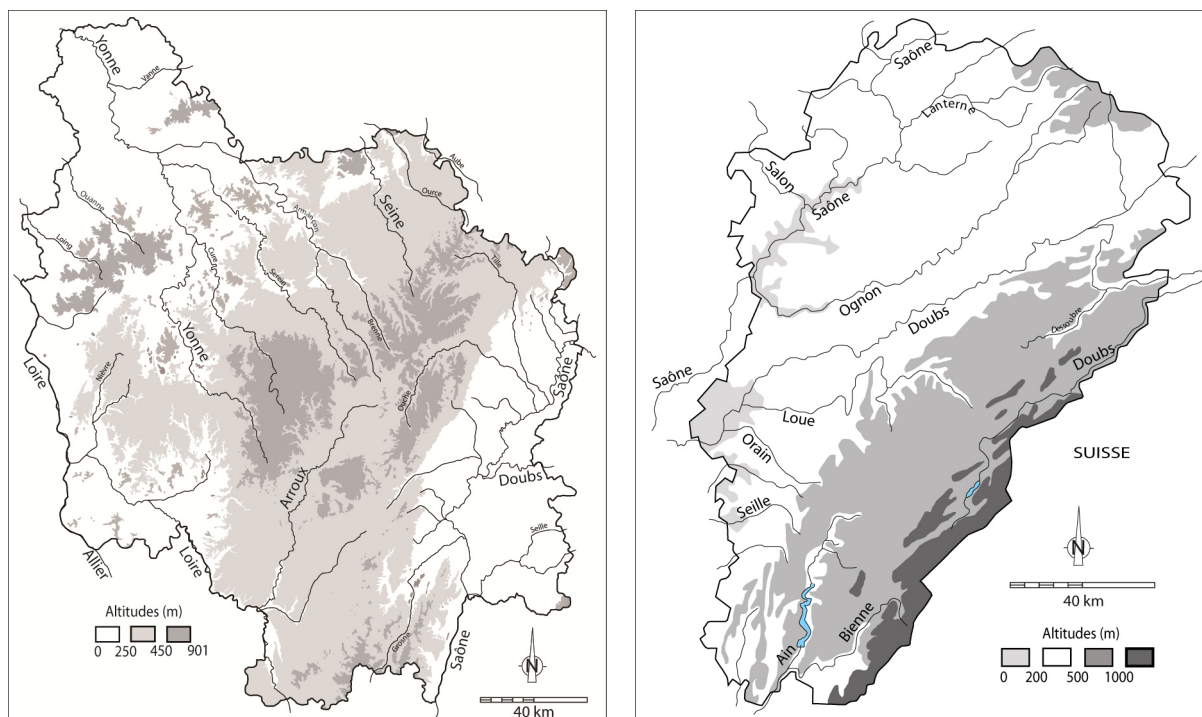 Yonne
Vanne
Aube
Ource
Seine
Ouanne
Armançon
Loing
Cure
Serein
Tille
Yonne
Brenne
Loire
Nièvre
Ouche
Saône
Arroux
Doubs
Seille
Allier
Loire
Altitudes (m)
0 250 450 901
Grosne
Saône
N
40 km
Saône
Lanterne
Salon
Saône
Ognon
Doubs
Dessoubre
Doubs
Saône
Loue
Orain
SUISSE
Seille
N
40 km
Bienne
Ain
Altitudes (m)
0 200 500 1000